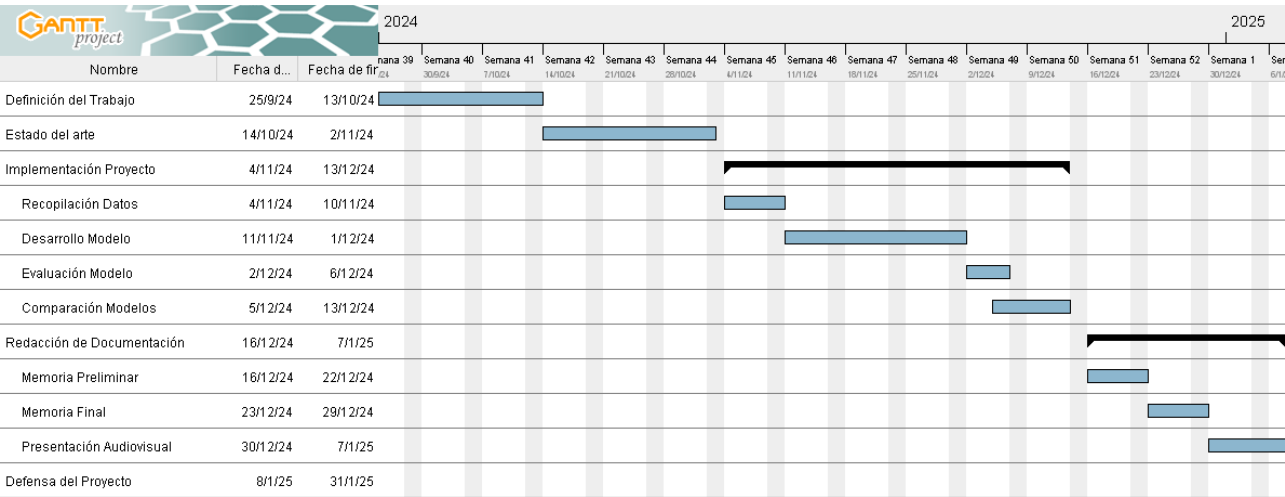 GANTT
project
2024 2025
Nombre Fecha d... Fecha de fin
Semana 40 Semana 41 Semana 42 Semana 43 Semana 44 Semana 45 Semana 46 Semana 47 Semana 48 Semana 49 Semana 50 Semana 51 Semana 52 Semana 1
30/9/24 7/10/24 14/10/24 21/10/24 28/10/24 4/11/24 11/11/24 18/11/24 25/11/24 2/12/24 9/12/24 16/12/24 23/12/24 30/12/24
Definición del Trabajo 25/9/24 13/10/24
Estado del arte 14/10/24 2/11/24
Implementación Proyecto 4/11/24 13/12/24
Recopilación Datos 4/11/24 10/11/24
Desarrollo Modelo 11/11/24 1/12/24
Evaluación Modelo 2/12/24 6/12/24
Comparación Modelos 5/12/24 13/12/24
Redacción de Documentación 16/12/24 7/1/25
Memoria Preliminar 16/12/24 22/12/24
Memoria Final 23/12/24 29/12/24
Presentación Audiovisual 30/12/24 7/1/25
Defensa del Proyecto 8/1/25 31/1/25